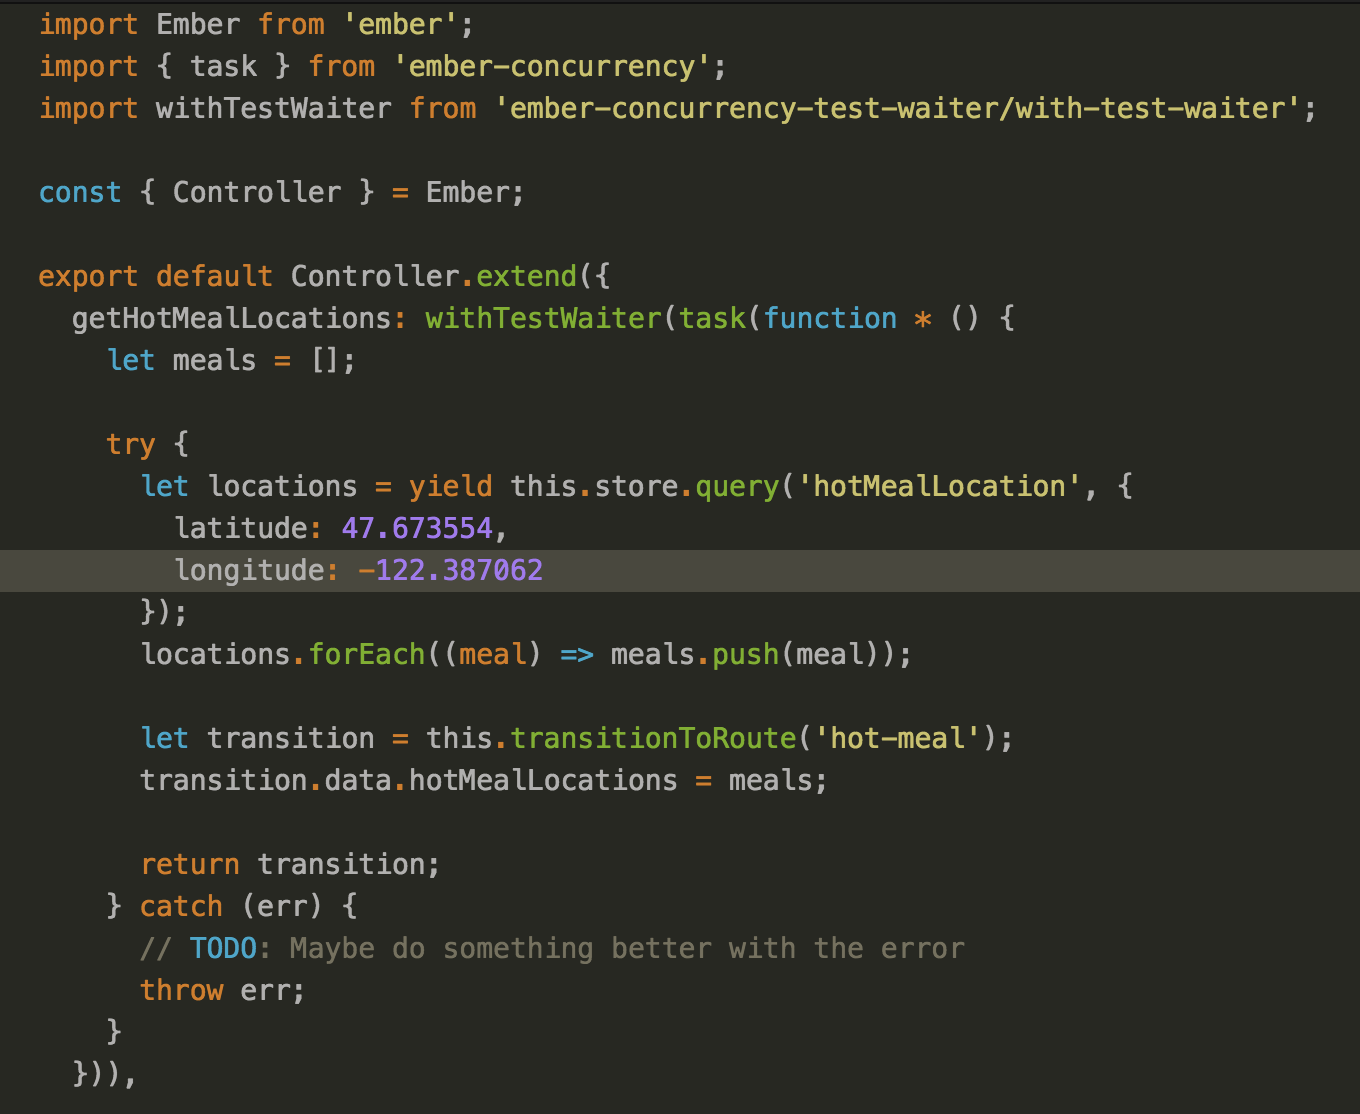 import Ember from 'ember';
import { task } from 'ember-concurrency';
import withTestWaiter from 'ember-concurrency-test-waiter/with-test-waiter';
const { Controller } = Ember;
export default Controller.extend({
getHotMealLocations: withTestWaiter(task(function * () {
let meals = [];
try {
let locations = yield this.store.query('hotMealLocation', {
latitude: 47.673554,
longitude: -122.387062
});
locations.forEach((meal) => meals.push(meal));
let transition = this.transitionToRoute('hot-meal');
transition.data.hotMealLocations = meals;
return transition;
} catch (err) {
// TODO: Maybe do something better with the error
throw err;
}
})),